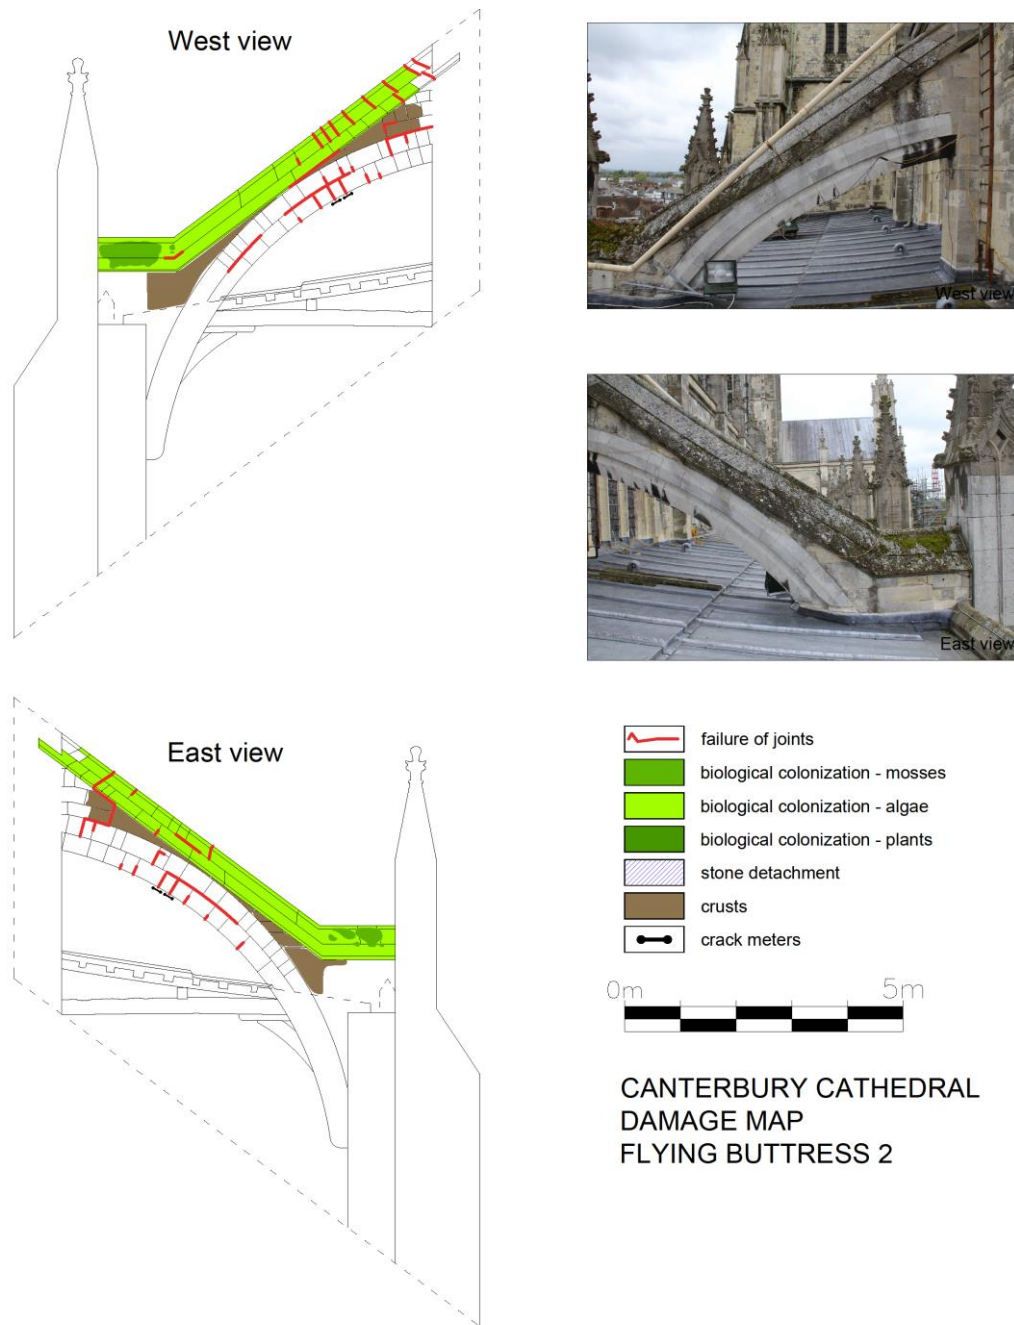 West view
West view
East view
East view
failure of joints
biological colonization - mosses
biological colonization - algae
biological colonization - plants
stone detachment
crusts
crack meters
0m 5m
CANTERBURY CATHEDRAL
DAMAGE MAP
FLYING BUTTRESS 2